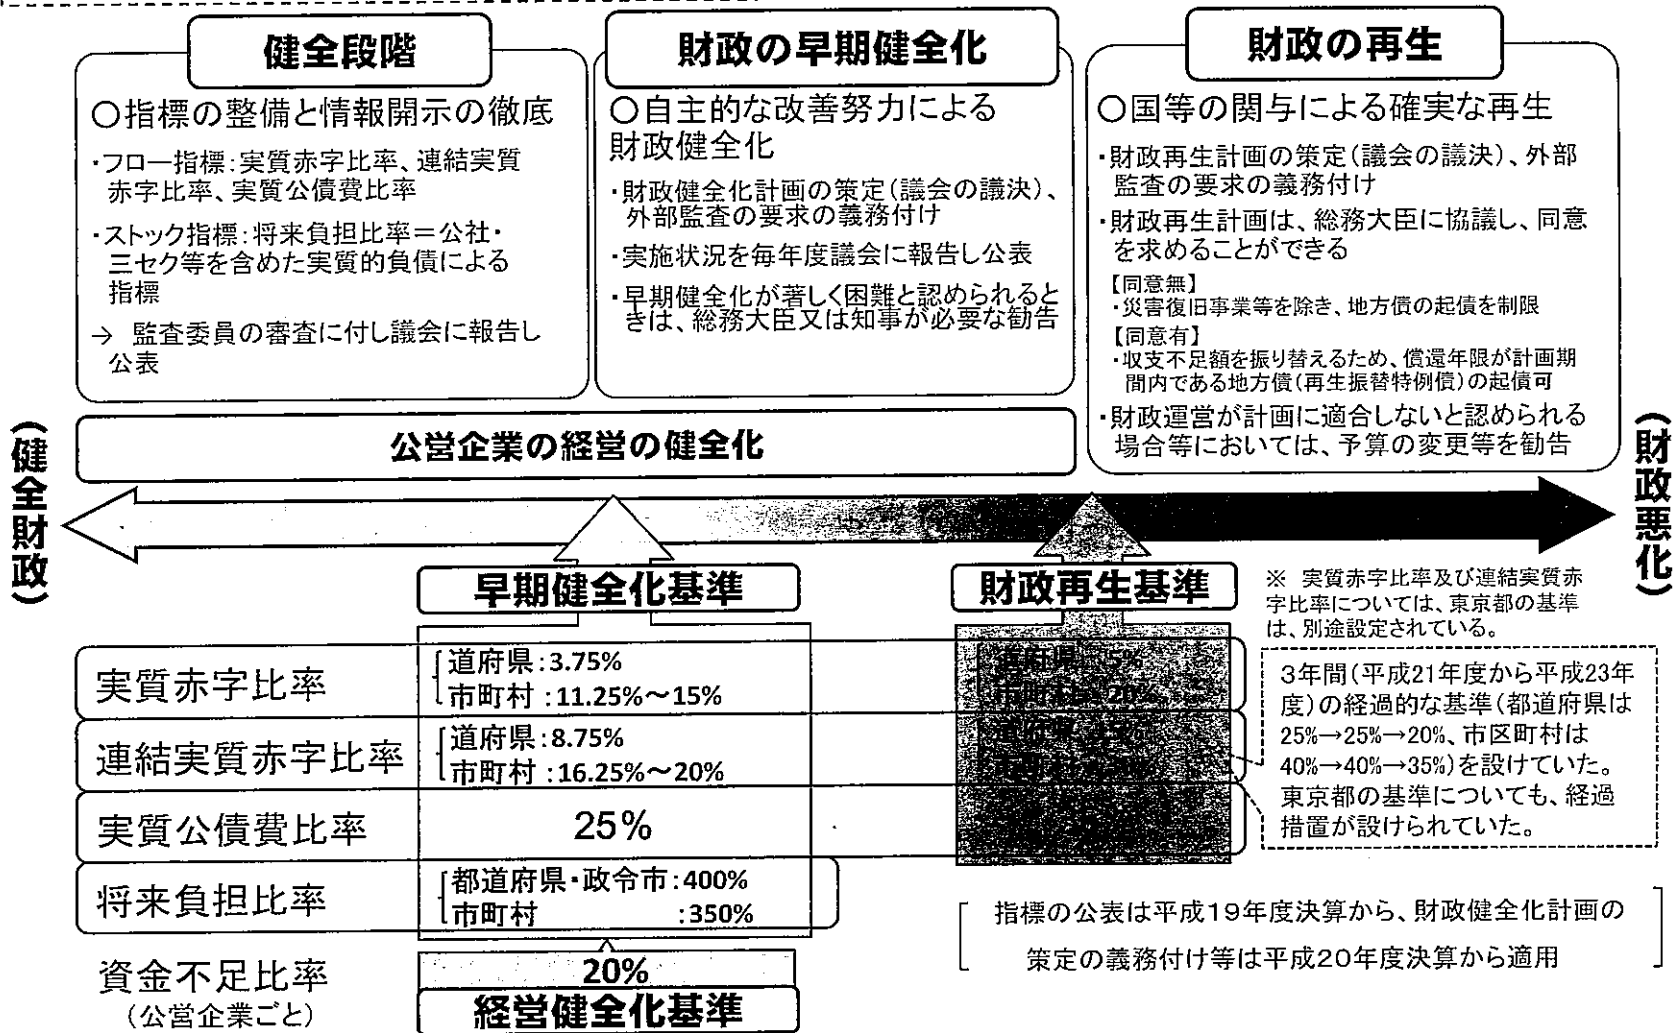 健全段階
○指標の整備と情報開示の徹底
・フロー指標:実質赤字比率、連結実質
赤字比率、実質公債費比率
・ストック指標:将来負担比率=公社・
三セク等を含めた実質的負債による
指標
→ 監査委員の審査に付し議会に報告し
公表
財政の早期健全化
○自主的な改善努力による
財政健全化
・財政健全化計画の策定(議会の議決)、
外部監査の要求の義務付け
・実施状況を毎年度議会に報告し公表
・早期健全化が著しく困難と認められると
きは、総務大臣又は知事が必要な勧告
財政の再生
○国等の関与による確実な再生
・財政再生計画の策定(議会の議決)、外部
監査の要求の義務付け
・財政再生計画は、総務大臣に協議し、同意
を求めることができる
【同意無】
・災害復旧事業等を除き、地方債の起債を制限
【同意有】
・収支不足額を振り替えるため、償還年限が計画期
間内である地方債(再生振替特例債)の起債可
・財政運営が計画に適合しないと認められる
場合等においては、予算の変更等を勧告
公営企業の経営の健全化
(健全財政)
(財政悪化)
早期健全化基準
財政再生基準
※ 実質赤字比率及び連結実質赤
字比率については、東京都の基準
は、別途設定されている。
実質赤字比率
道府県:3.75%
市町村:11.25%~15%
道府県:5%
市町村:20%
連結実質赤字比率
道府県:8.75%
市町村:16.25%~20%
道府県
実質公債費比率
25%
将来負担比率
都道府県・政令市:400%
市町村 :350%
資金不足比率
(公営企業ごと)
20%
経営健全化基準
3年間(平成21年度から平成23年
度)の経過的な基準(都道府県は
25%→25%→20%、市区町村は
40%→40%→35%)を設けていた。
東京都の基準についても、経過
措置が設けられていた。
指標の公表は平成19年度決算から、財政健全化計画の
策定の義務付け等は平成20年度決算から適用